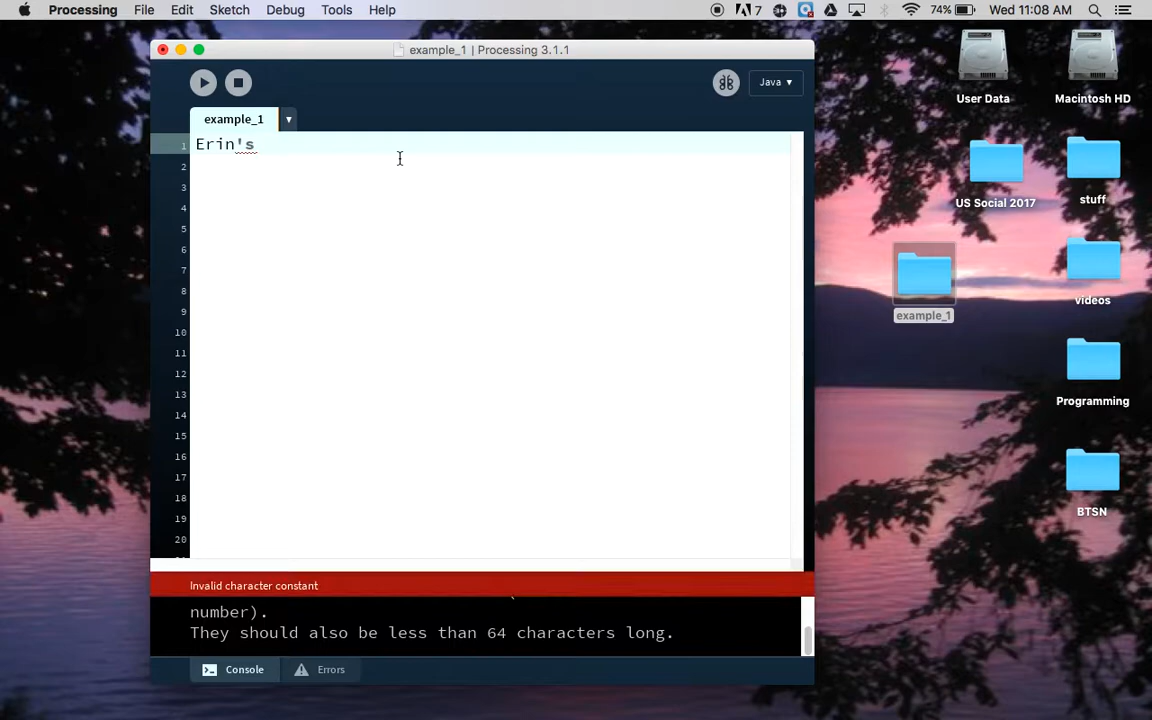 Processing File Edit Sketch Debug Tools Help 7 74% Wed 11:08 AM
example_1 | Processing 3.1.1
Java ▾
example_1 ▾
1 Erin's
2
3
4
5
6
7
8
9
10
11
12
13
14
15
16
17
18
19
20
Invalid character constant
number).
They should also be less than 64 characters long.
Console Errors
User Data
Macintosh HD
US Social 2017
stuff
example_1
videos
Programming
BTSN